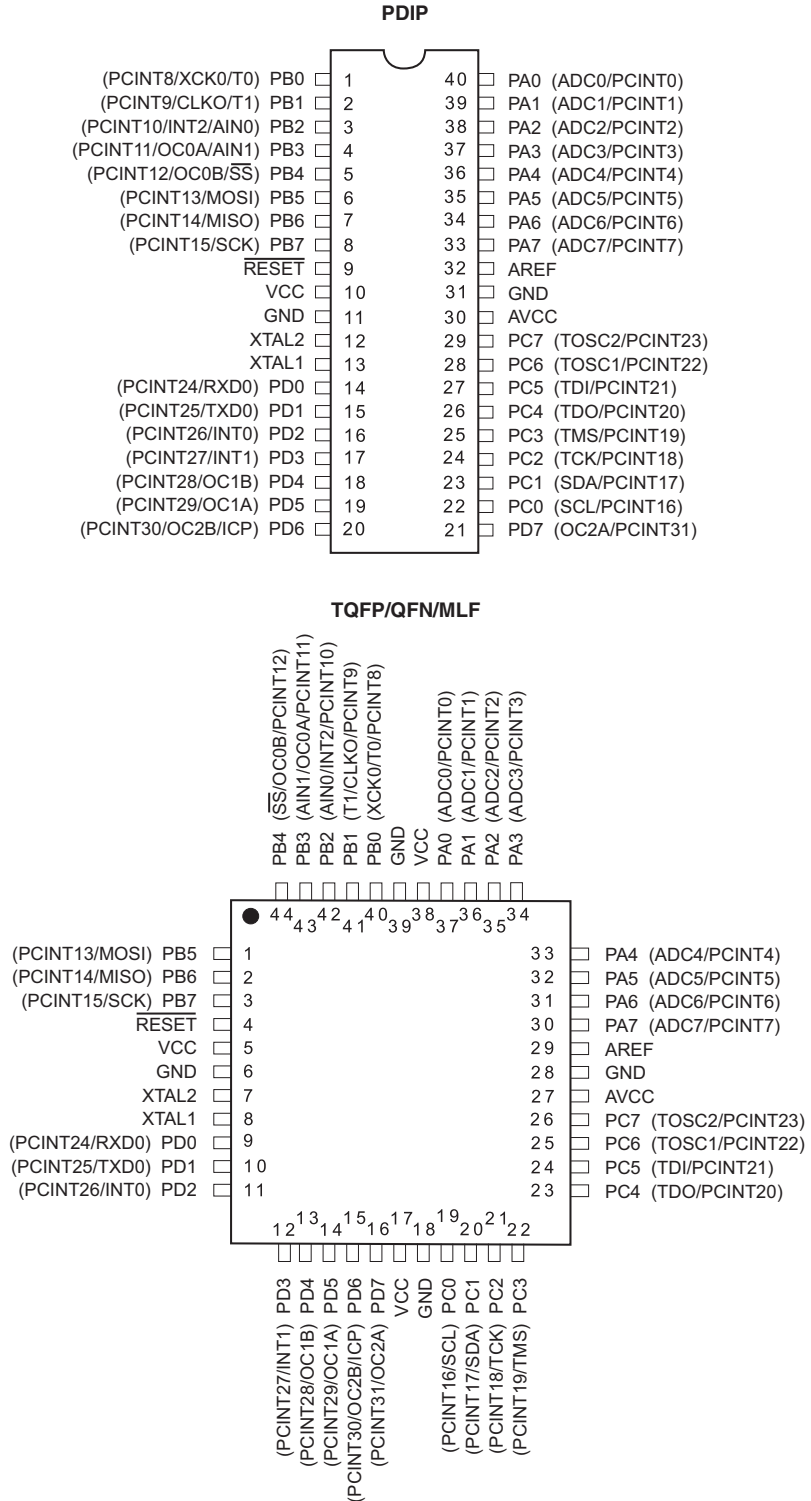 PDIP
(PCINT8/XCK0/T0) PB0 1 40 PA0 (ADC0/PCINT0)
(PCINT9/CLKO/T1) PB1 2 39 PA1 (ADC1/PCINT1)
(PCINT10/INT2/AIN0) PB2 3 38 PA2 (ADC2/PCINT2)
(PCINT11/OC0A/AIN1) PB3 4 37 PA3 (ADC3/PCINT3)
(PCINT12/OC0B/S̅S̅) PB4 5 36 PA4 (ADC4/PCINT4)
(PCINT13/MOSI) PB5 6 35 PA5 (ADC5/PCINT5)
(PCINT14/MISO) PB6 7 34 PA6 (ADC6/PCINT6)
(PCINT15/SCK) PB7 8 33 PA7 (ADC7/PCINT7)
R̅E̅S̅E̅T̅ 9 32 AREF
VCC 10 31 GND
GND 11 30 AVCC
XTAL2 12 29 PC7 (TOSC2/PCINT23)
XTAL1 13 28 PC6 (TOSC1/PCINT22)
(PCINT24/RXD0) PD0 14 27 PC5 (TDI/PCINT21)
(PCINT25/TXD0) PD1 15 26 PC4 (TDO/PCINT20)
(PCINT26/INT0) PD2 16 25 PC3 (TMS/PCINT19)
(PCINT27/INT1) PD3 17 24 PC2 (TCK/PCINT18)
(PCINT28/OC1B) PD4 18 23 PC1 (SDA/PCINT17)
(PCINT29/OC1A) PD5 19 22 PC0 (SCL/PCINT16)
(PCINT30/OC2B/ICP) PD6 20 21 PD7 (OC2A/PCINT31)
TQFP/QFN/MLF
PB4 (S̅S̅/OC0B/PCINT12)
PB3 (AIN1/OC0A/PCINT11)
PB2 (AIN0/INT2/PCINT10)
PB1 (T1/CLKO/PCINT9)
PB0 (XCK0/T0/PCINT8)
GND
VCC
PA0 (ADC0/PCINT0)
PA1 (ADC1/PCINT1)
PA2 (ADC2/PCINT2)
PA3 (ADC3/PCINT3)
44 43 42 41 40 39 38 37 36 35 34
(PCINT13/MOSI) PB5 1 33 PA4 (ADC4/PCINT4)
(PCINT14/MISO) PB6 2 32 PA5 (ADC5/PCINT5)
(PCINT15/SCK) PB7 3 31 PA6 (ADC6/PCINT6)
R̅E̅S̅E̅T̅ 4 30 PA7 (ADC7/PCINT7)
VCC 5 29 AREF
GND 6 28 GND
XTAL2 7 27 AVCC
XTAL1 8 26 PC7 (TOSC2/PCINT23)
(PCINT24/RXD0) PD0 9 25 PC6 (TOSC1/PCINT22)
(PCINT25/TXD0) PD1 10 24 PC5 (TDI/PCINT21)
(PCINT26/INT0) PD2 11 23 PC4 (TDO/PCINT20)
12 13 14 15 16 17 18 19 20 21 22
(PCINT27/INT1) PD3
(PCINT28/OC1B) PD4
(PCINT29/OC1A) PD5
(PCINT30/OC2B/ICP) PD6
(PCINT31/OC2A) PD7
VCC
GND
(PCINT16/SCL) PC0
(PCINT17/SDA) PC1
(PCINT18/TCK) PC2
(PCINT19/TMS) PC3